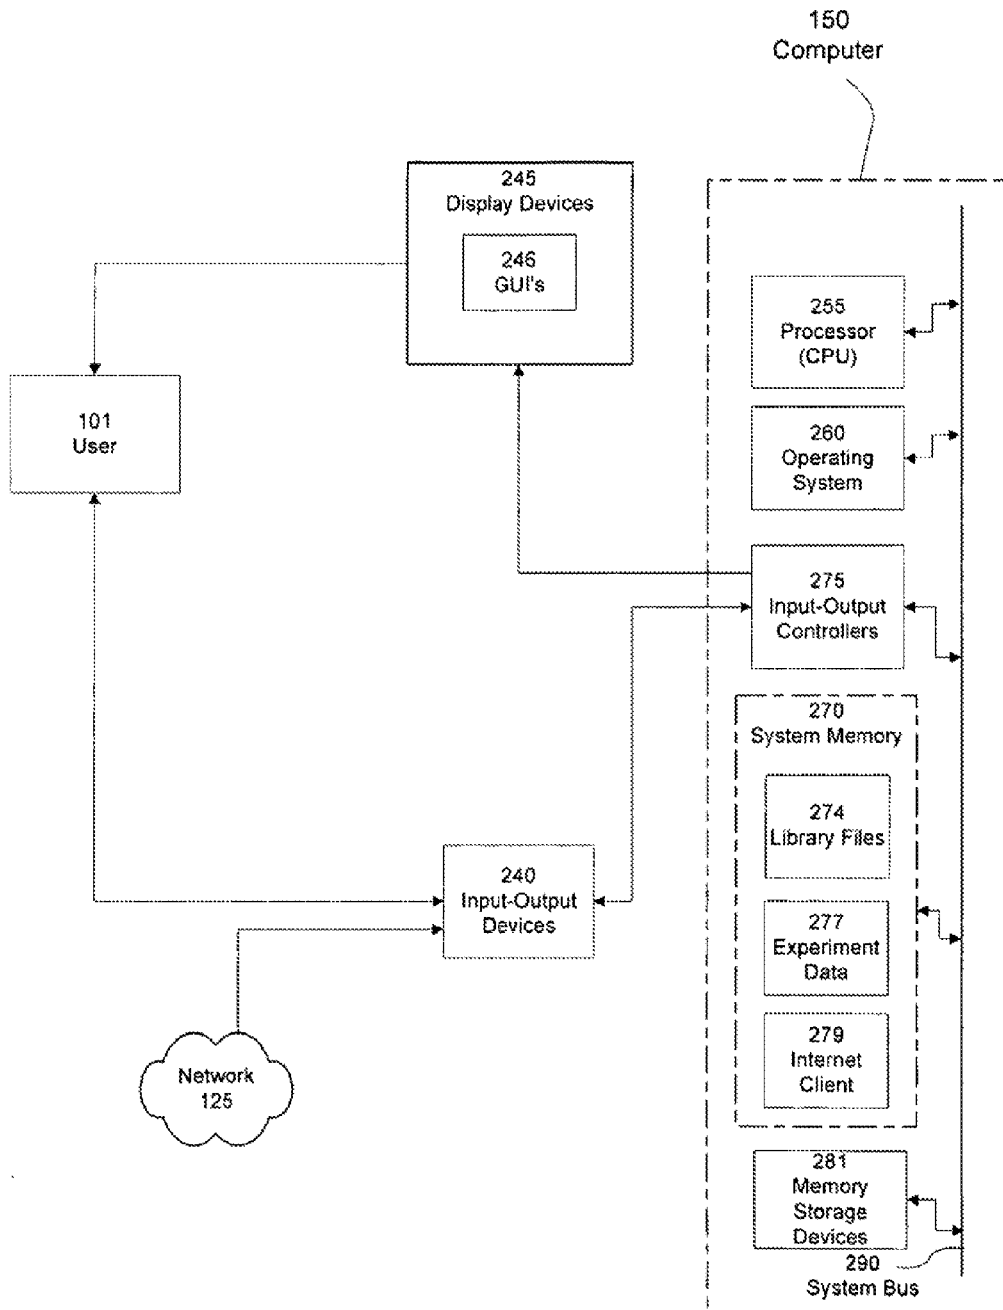 150
Computer
245
Display Devices
246
GUI's
255
Processor
(CPU)
101
User
260
Operating
System
275
Input-Output
Controllers
270
System Memory
274
Library Files
240
Input-Output
Devices
277
Experiment
Data
279
Internet
Client
Network
125
281
Memory
Storage
Devices
290
System Bus